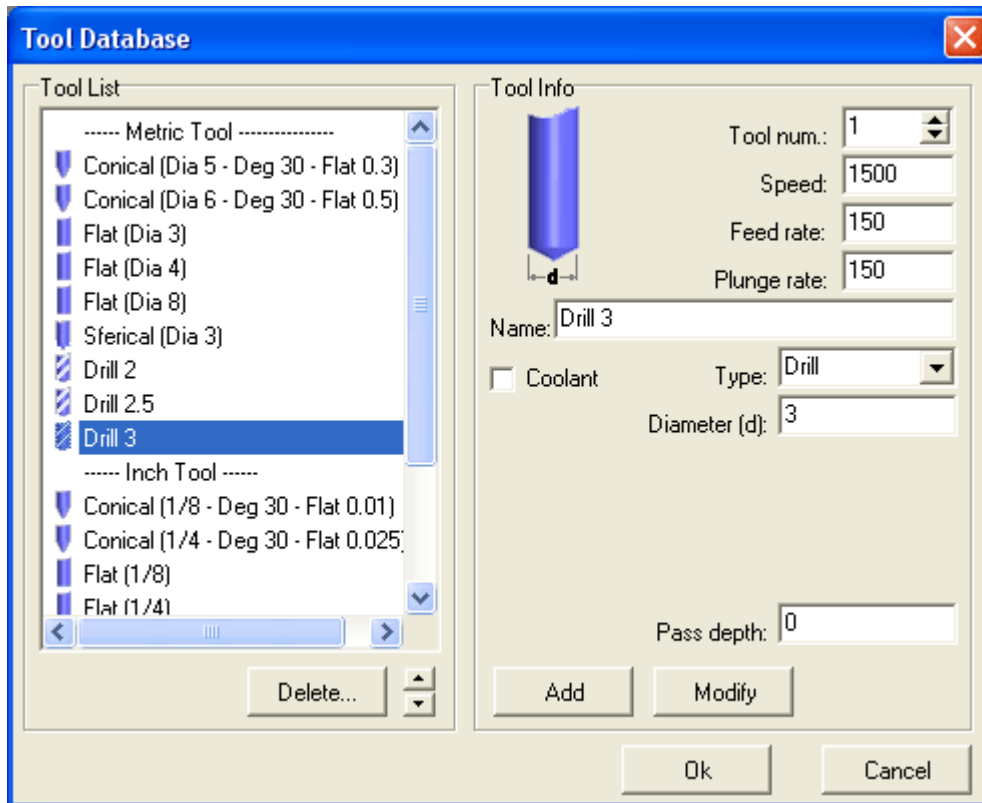 Tool Database
Tool List
------ Metric Tool ----------------
Conical (Dia 5 - Deg 30 - Flat 0.3)
Conical (Dia 6 - Deg 30 - Flat 0.5)
Flat (Dia 3)
Flat (Dia 4)
Flat (Dia 8)
Sferical (Dia 3)
Drill 2
Drill 2.5
Drill 3
------ Inch Tool ------
Conical (1/8 - Deg 30 - Flat 0.01)
Conical (1/4 - Deg 30 - Flat 0.025)
Flat (1/8)
Flat (1/4)
Delete...
Tool Info
d
Tool num.: 1
Speed: 1500
Feed rate: 150
Plunge rate: 150
Name: Drill 3
Coolant
Type: Drill
Diameter (d): 3
Pass depth: 0
Add
Modify
Ok
Cancel